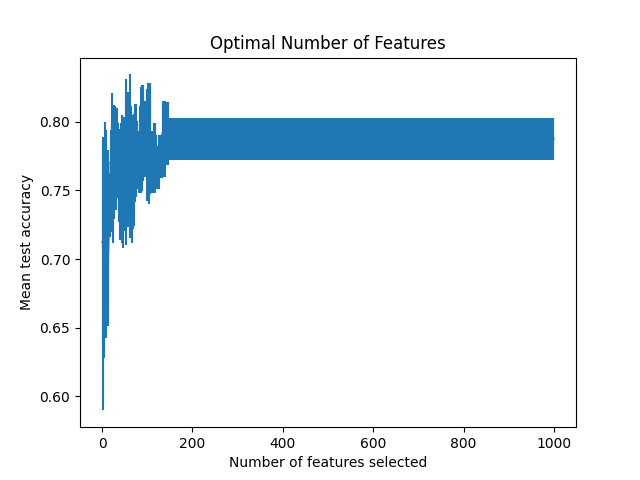 Optimal Number of Features
Mean test accuracy
0.80
0.75
0.70
0.65
0.60
0 200 400 600 800 1000
Number of features selected